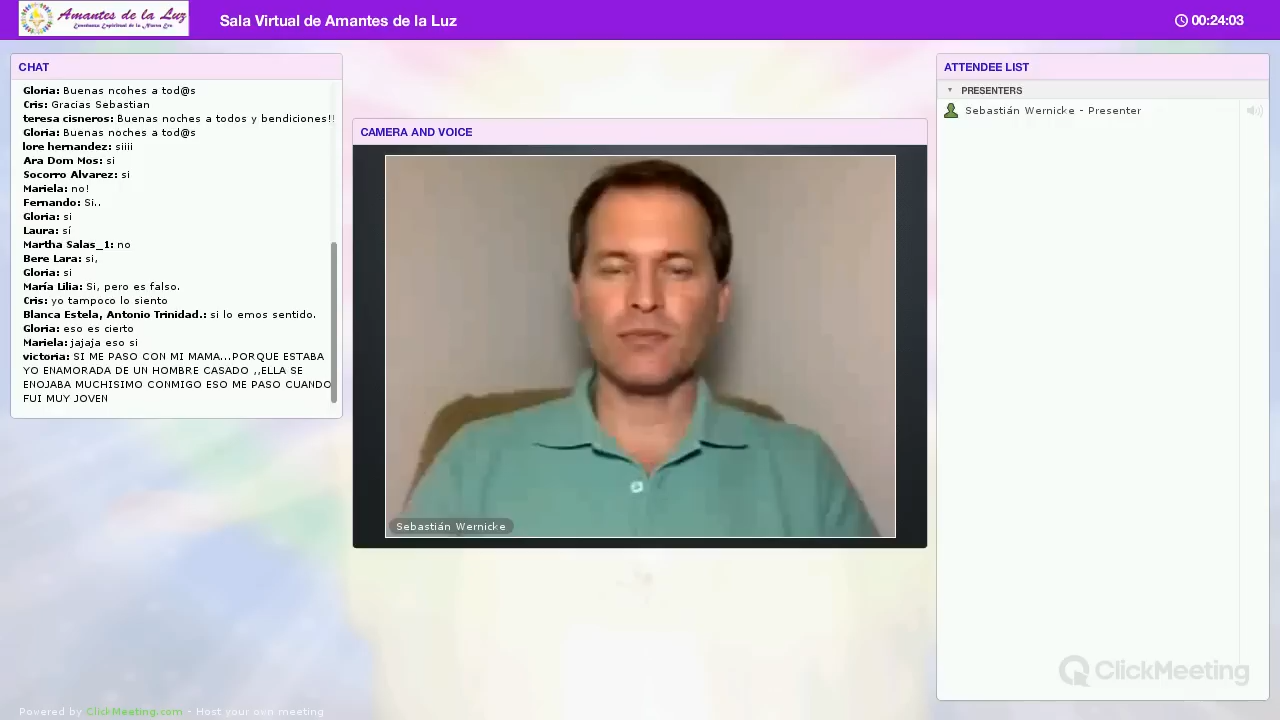 Amantes de la Luz
Enseñanza Espiritual de la Nueva Era
Sala Virtual de Amantes de la Luz
00:24:03
CHAT
Gloria: Buenas ncohes a tod@s
Cris: Gracias Sebastian
teresa cisneros: Buenas noches a todos y bendiciones!!
Gloria: Buenas noches a tod@s
lore hernandez: siiii
Ara Dom Mos: si
Socorro Alvarez: si
Mariela: no!
Fernando: Si..
Gloria: si
Laura: sí
Martha Salas_1: no
Bere Lara: si,
Gloria: si
María Lilia: Si, pero es falso.
Cris: yo tampoco lo siento
Blanca Estela, Antonio Trinidad.: si lo emos sentido.
Gloria: eso es cierto
Mariela: jajaja eso si
victoria: SI ME PASO CON MI MAMA...PORQUE ESTABA
YO ENAMORADA DE UN HOMBRE CASADO ,,ELLA SE
ENOJABA MUCHISIMO CONMIGO ESO ME PASO CUANDO
FUI MUY JOVEN
CAMERA AND VOICE
Sebastián Wernicke
ATTENDEE LIST
PRESENTERS
Sebastián Wernicke - Presenter
ClickMeeting
Powered by ClickMeeting.com - Host your own meeting